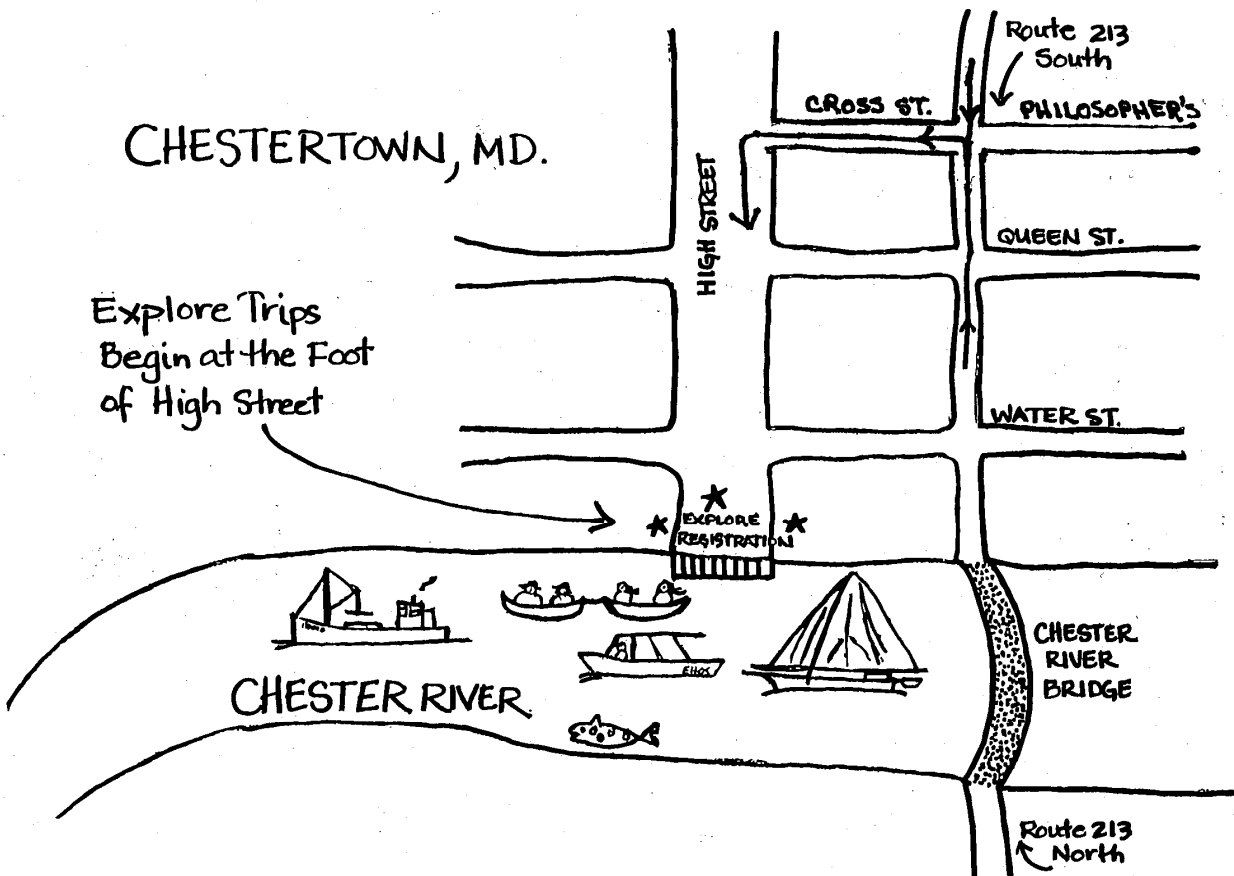 Route 213
South
CROSS ST.
PHILOSOPHER'S
CHESTERTOWN, MD.
HIGH STREET
QUEEN ST.
Explore Trips
Begin at the Foot
of High Street
WATER ST.
EXPLORE
REGISTRATION
CHESTER
RIVER
BRIDGE
CHESTER RIVER
Route 213
North